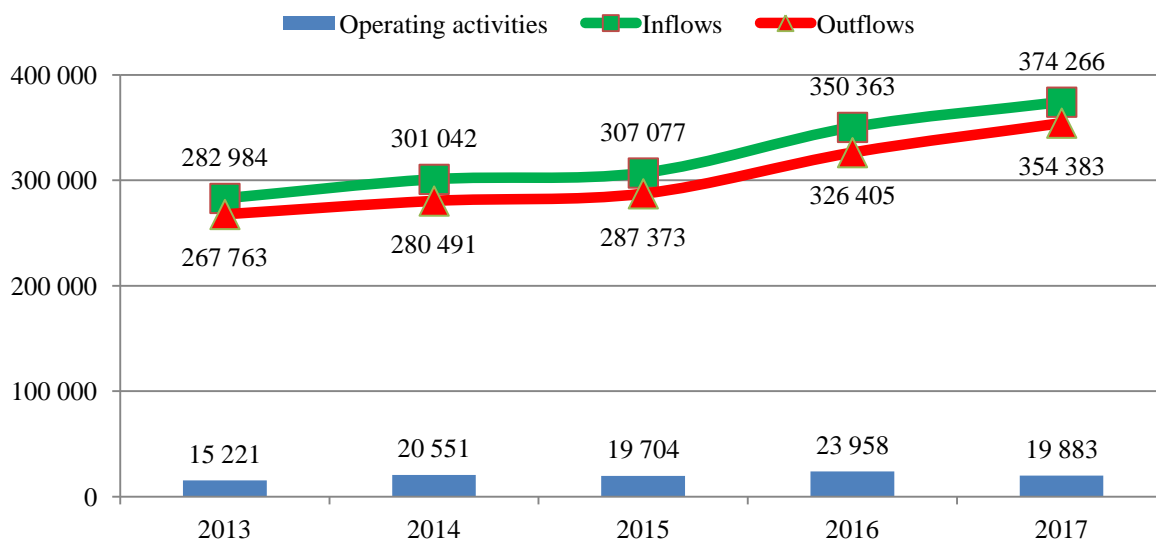 Operating activities Inflows Outflows
400 000
300 000
200 000
100 000
0
282 984 301 042 307 077 350 363 374 266
267 763 280 491 287 373 326 405 354 383
15 221 20 551 19 704 23 958 19 883
2013 2014 2015 2016 2017